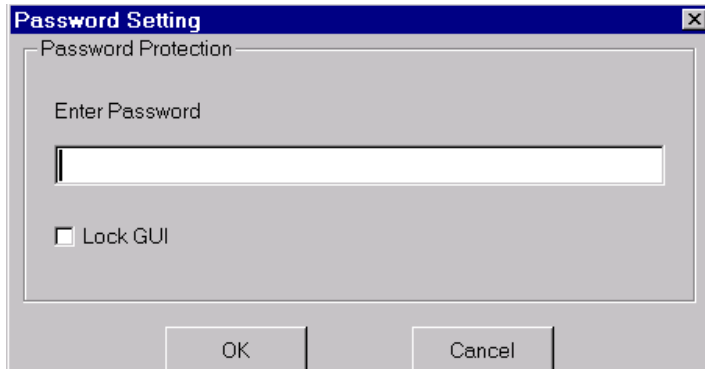 Password Setting
Password Protection
Enter Password
Lock GUI
OK Cancel